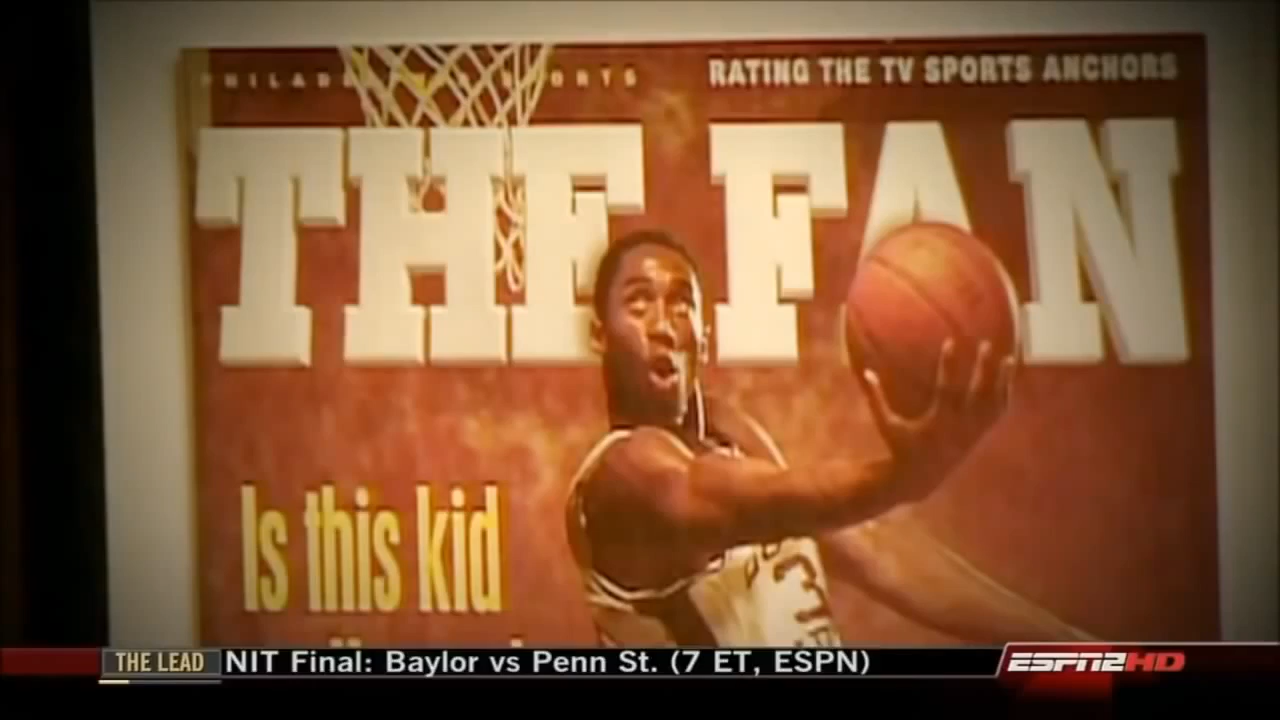 RATING THE TV SPORTS ANCHORS
THE FAN
Is this kid
THE LEAD
NIT Final: Baylor vs Penn St. (7 ET, ESPN)
ESPN2HD